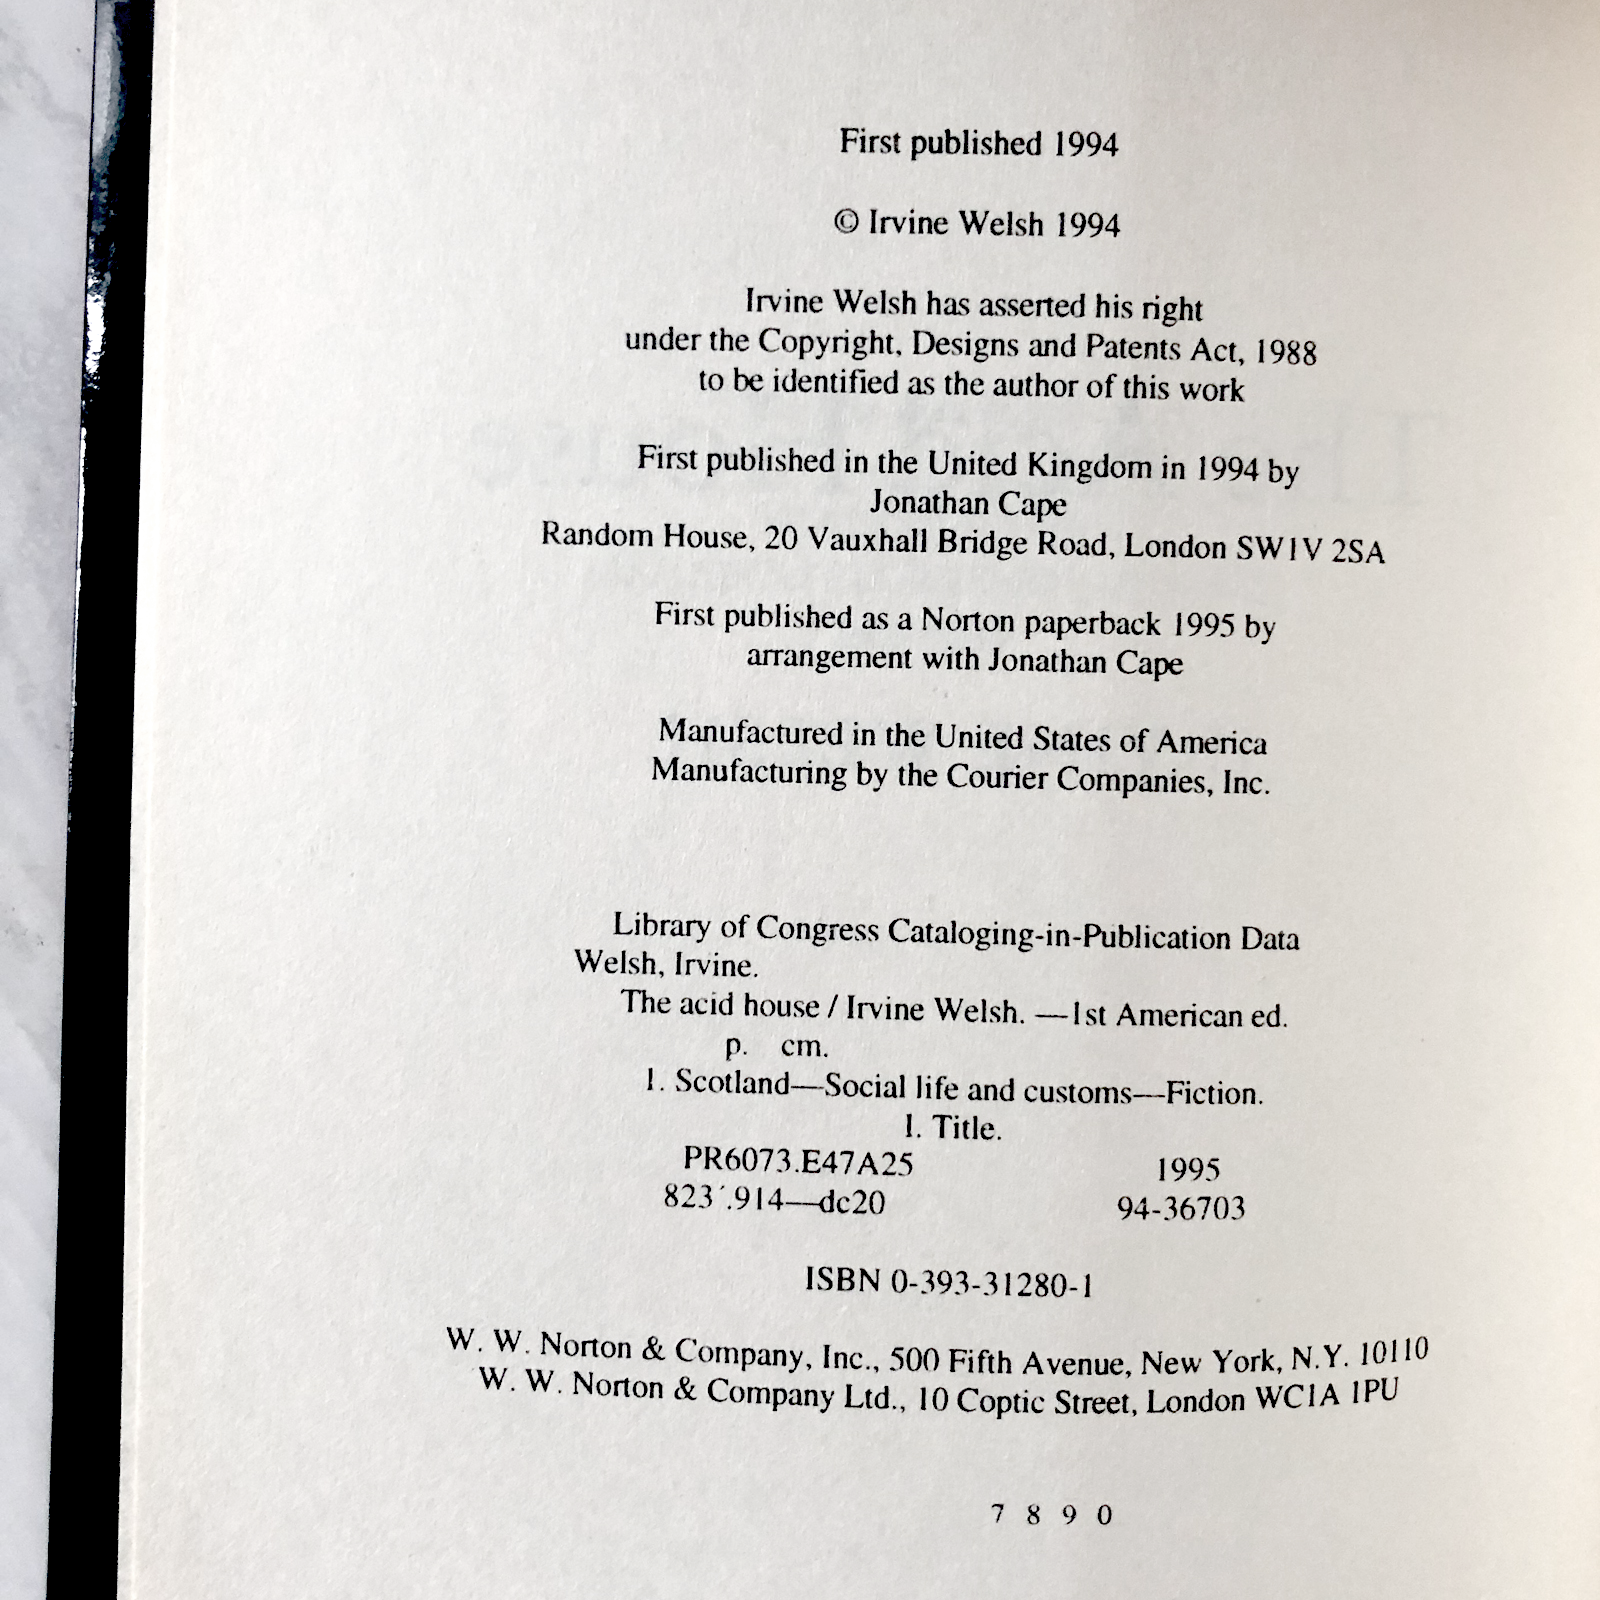 First published 1994
© Irvine Welsh 1994
Irvine Welsh has asserted his right
under the Copyright, Designs and Patents Act, 1988
to be identified as the author of this work
First published in the United Kingdom in 1994 by
Jonathan Cape
Random House, 20 Vauxhall Bridge Road, London SW1V 2SA
First published as a Norton paperback 1995 by
arrangement with Jonathan Cape
Manufactured in the United States of America
Manufacturing by the Courier Companies, Inc.
Library of Congress Cataloging-in-Publication Data
Welsh, Irvine.
The acid house / Irvine Welsh. —1st American ed.
p. cm.
1. Scotland—Social life and customs—Fiction.
I. Title.
PR6073.E47A25 1995
823´.914—dc20 94-36703
ISBN 0-393-31280-1
W. W. Norton & Company, Inc., 500 Fifth Avenue, New York, N.Y. 10110
W. W. Norton & Company Ltd., 10 Coptic Street, London WC1A 1PU
7 8 9 0